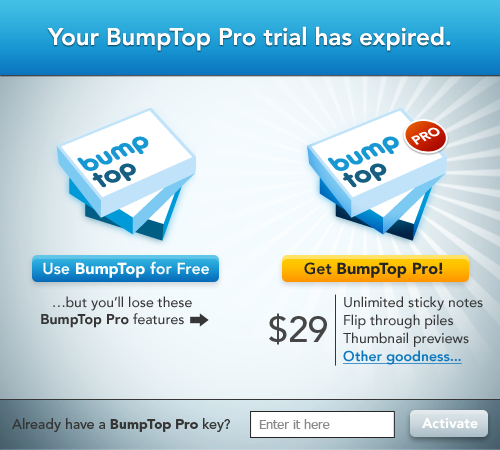 Your BumpTop Pro trial has expired.
bump
top
bump
top
PRO
Use BumpTop for Free
Get BumpTop Pro!
...but you'll lose these
BumpTop Pro features
$29
Unlimited sticky notes
Flip through piles
Thumbnail previews
Other goodness...
Already have a BumpTop Pro key?
Enter it here
Activate